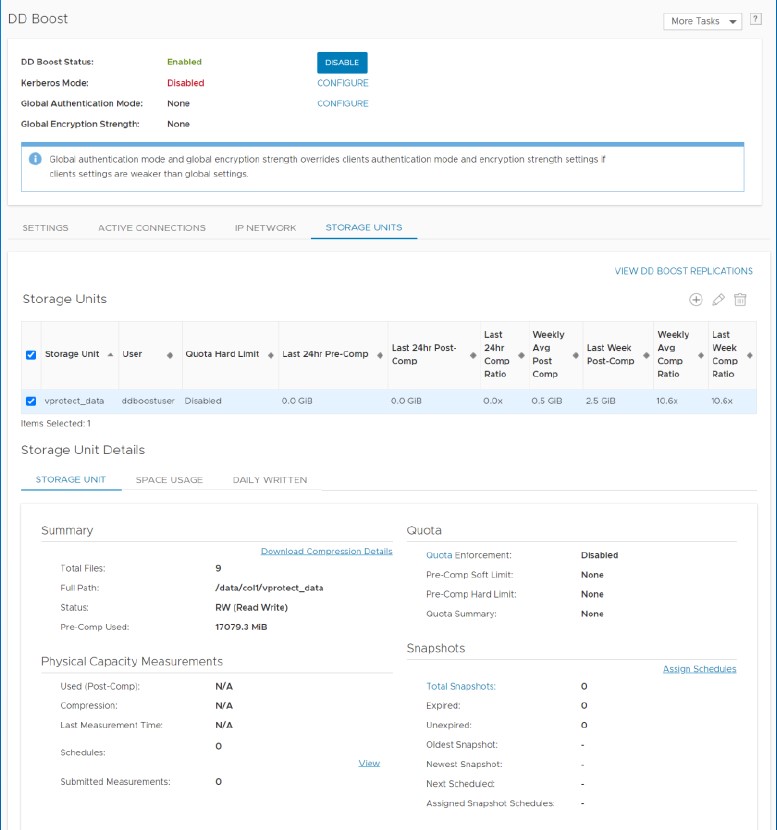 DD Boost
More Tasks
?
DD Boost Status: Enabled DISABLE
Kerberos Mode: Disabled CONFIGURE
Global Authentication Mode: None CONFIGURE
Global Encryption Strength: None
Global authentication mode and global encryption strength overrides clients authentication mode and encryption strength settings if
clients settings are weaker than global settings.
SETTINGS ACTIVE CONNECTIONS IP NETWORK STORAGE UNITS
VIEW DD BOOST REPLICATIONS
Storage Units
Storage Unit User Quota Hard Limit Last 24hr Pre-Comp Last 24hr Post-Comp Last 24hr Comp Ratio Weekly Avg Post Comp Last Week Post-Comp Weekly Avg Comp Ratio Last Week Comp Ratio
vprotect_data ddboostuser Disabled 0.0 GiB 0.0 GiB 0.0x 0.5 GiB 2.5 GiB 10.6x 10.6x
Items Selected: 1
Storage Unit Details
STORAGE UNIT SPACE USAGE DAILY WRITTEN
Summary
Download Compression Details
Total Files: 9
Full Path: /data/col1/vprotect_data
Status: RW (Read Write)
Pre-Comp Used: 17079.3 MiB
Physical Capacity Measurements
Used (Post-Comp): N/A
Compression: N/A
Last Measurement Time: N/A
Schedules: 0
View
Submitted Measurements: 0
Quota
Quota Enforcement: Disabled
Pre-Comp Soft Limit: None
Pre-Comp Hard Limit: None
Quota Summary: None
Snapshots
Assign Schedules
Total Snapshots: 0
Expired: 0
Unexpired: 0
Oldest Snapshot: -
Newest Snapshot: -
Next Scheduled: -
Assigned Snapshot Schedules: -